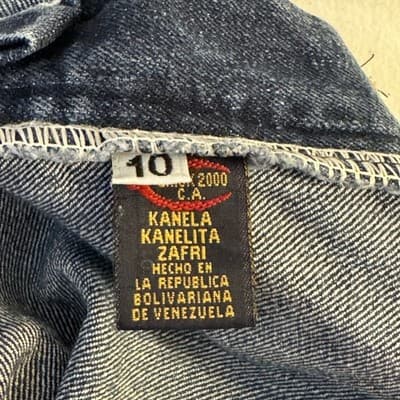 10
2000
C.A.
KANELA
KANELITA
ZAFRI
HECHO EN
LA REPUBLICA
BOLIVARIANA
DE VENEZUELA